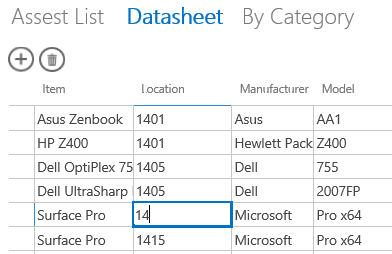 Assest List Datasheet By Category
Item Location Manufacturer Model
Asus Zenbook 1401 Asus AA1
HP Z400 1401 Hewlett Pack Z400
Dell OptiPlex 75 1405 Dell 755
Dell UltraSharp 1405 Dell 2007FP
Surface Pro 14 Microsoft Pro x64
Surface Pro 1415 Microsoft Pro x64